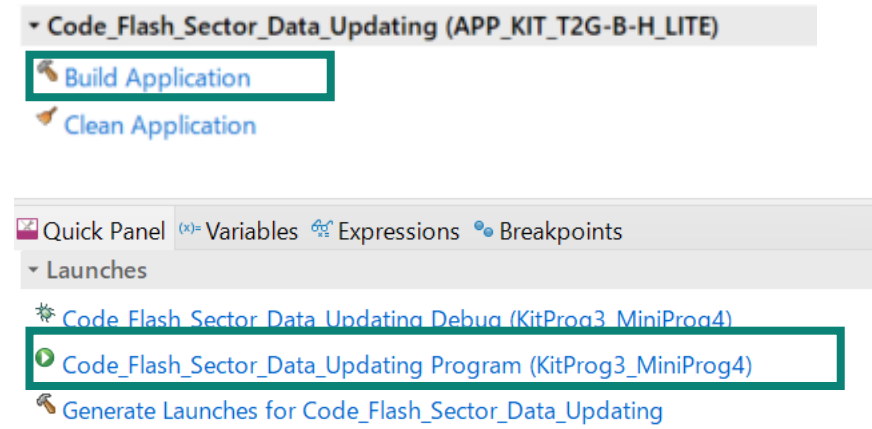 Code_Flash_Sector_Data_Updating (APP_KIT_T2G-B-H_LITE)
Build Application
Clean Application
Quick Panel (x)= Variables Expressions Breakpoints
Launches
Code_Flash_Sector_Data_Updating Debug (KitProg3_MiniProg4)
Code_Flash_Sector_Data_Updating Program (KitProg3_MiniProg4)
Generate Launches for Code_Flash_Sector_Data_Updating